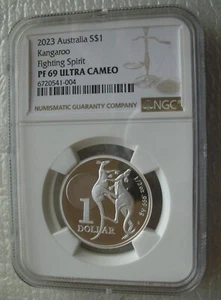 2023 Australia S$1
Kangaroo
Fighting Spirit
PF 69 ULTRA CAMEO
6720541-004
NUMISMATIC GUARANTY COMPANY
NGC
1
DOLLAR